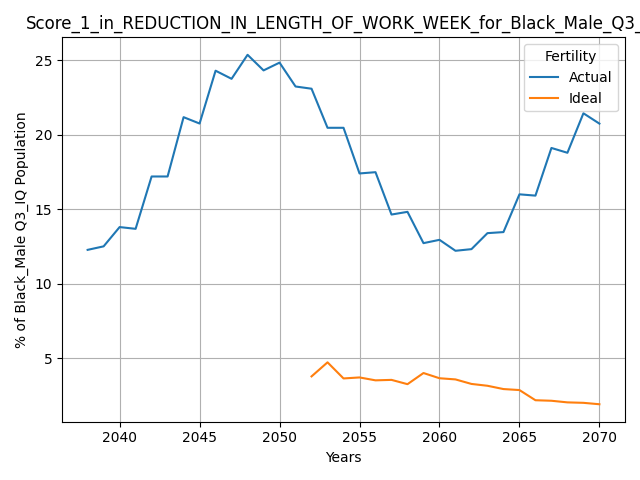 Score_1_in_REDUCTION_IN_LENGTH_OF_WORK_WEEK_for_Black_Male_Q3_
Fertility
Actual
Ideal
% of Black_Male Q3_IQ Population
25
20
15
10
5
2040 2045 2050 2055 2060 2065 2070
Years